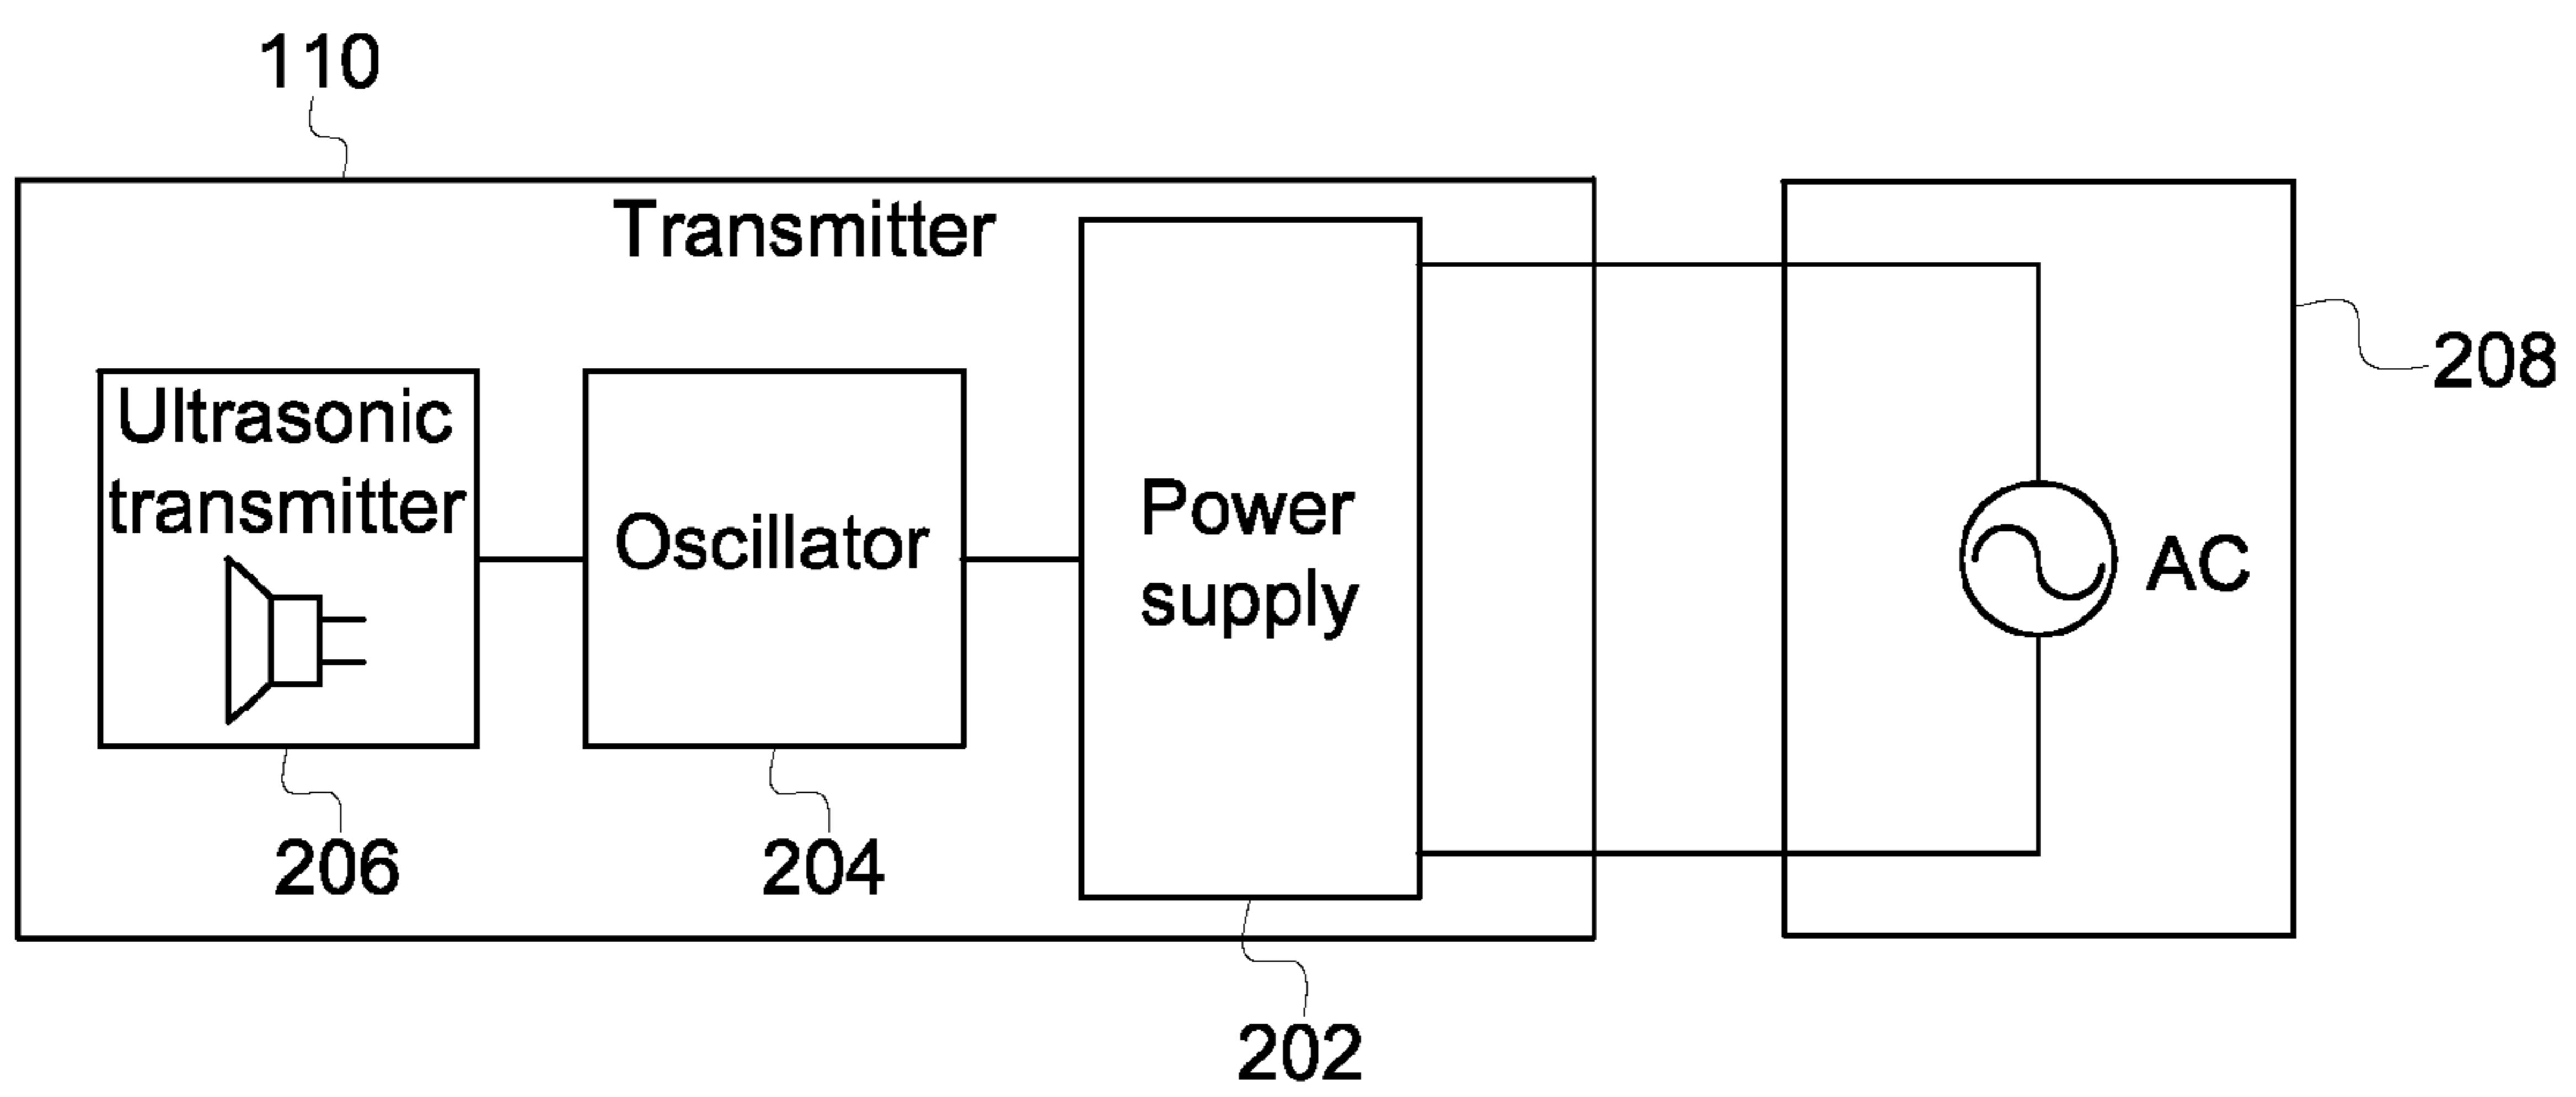 110
Transmitter
Ultrasonic
transmitter
Oscillator
Power
supply
AC
208
206
204
202